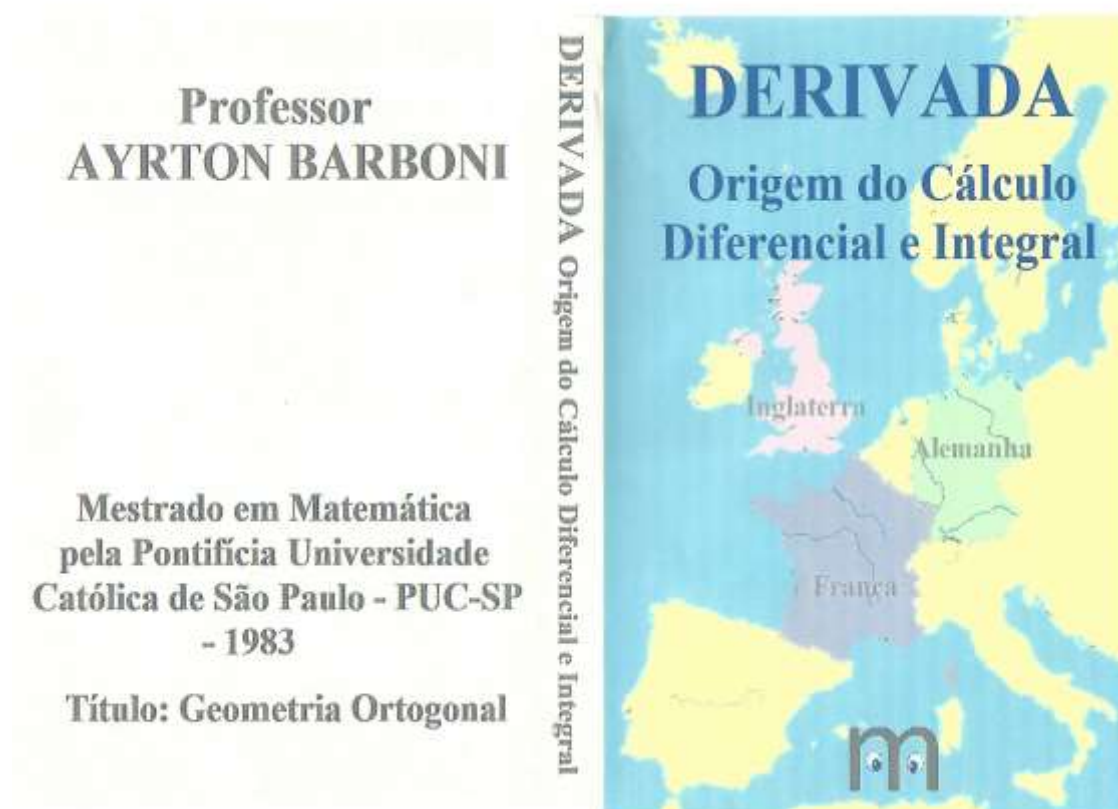 Professor
AYRTON BARBONI
Mestrado em Matemática
pela Pontifícia Universidade
Católica de São Paulo - PUC-SP
- 1983
Título: Geometria Ortogonal
DERIVADA Origem do Cálculo Diferencial e Integral
DERIVADA
Origem do Cálculo
Diferencial e Integral
Inglaterra
Alemanha
França
m